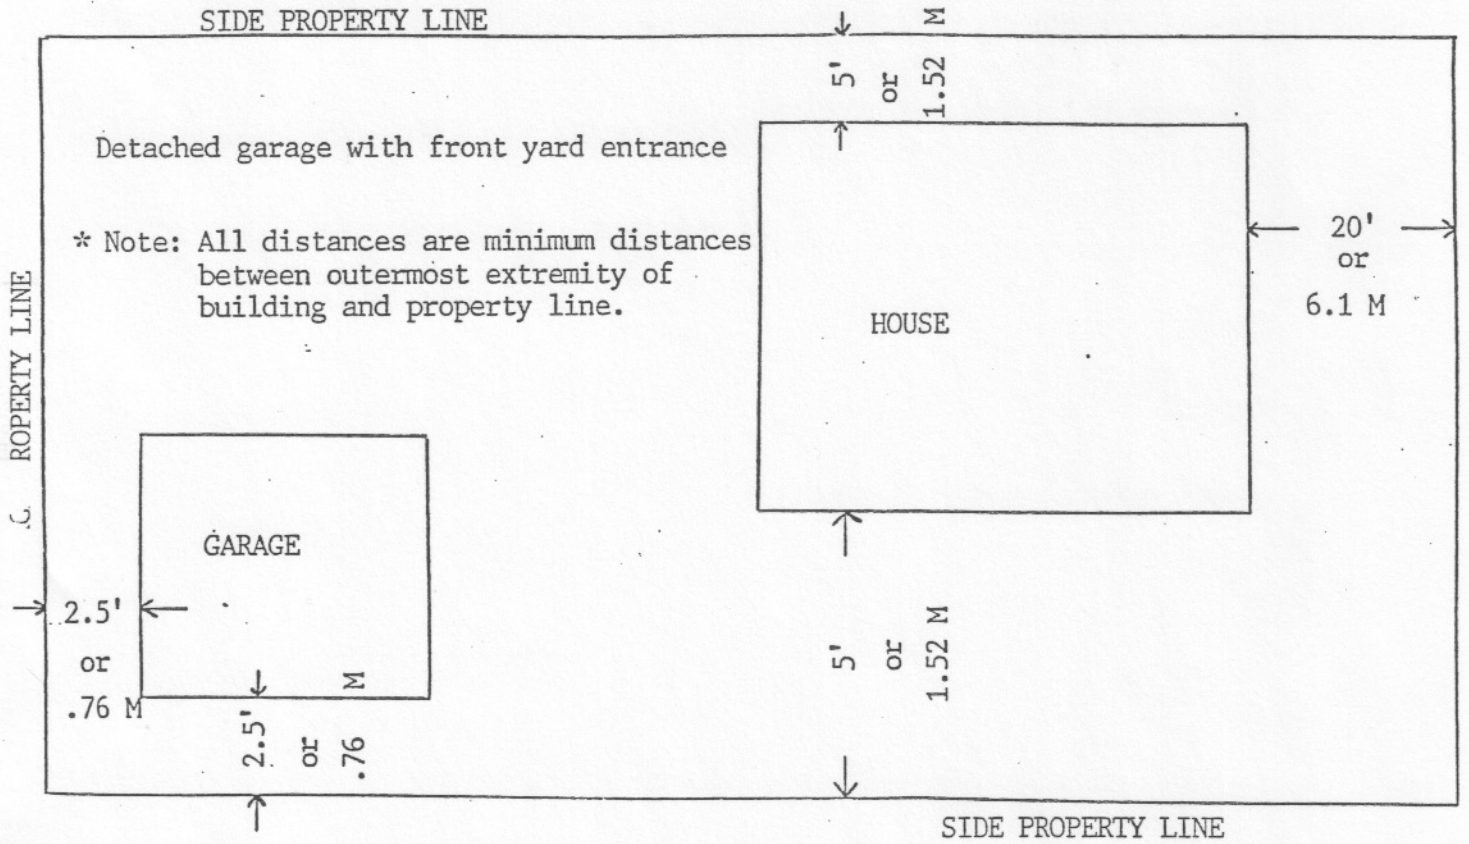 SIDE PROPERTY LINE
5'
or
1.52 M
Detached garage with front yard entrance
* Note: All distances are minimum distances
between outermost extremity of
building and property line.
20'
or
6.1 M
HOUSE
LINE
GARAGE
2.5'
or
.76 M
2.5'
or
.76 M
5'
or
1.52 M
SIDE PROPERTY LINE